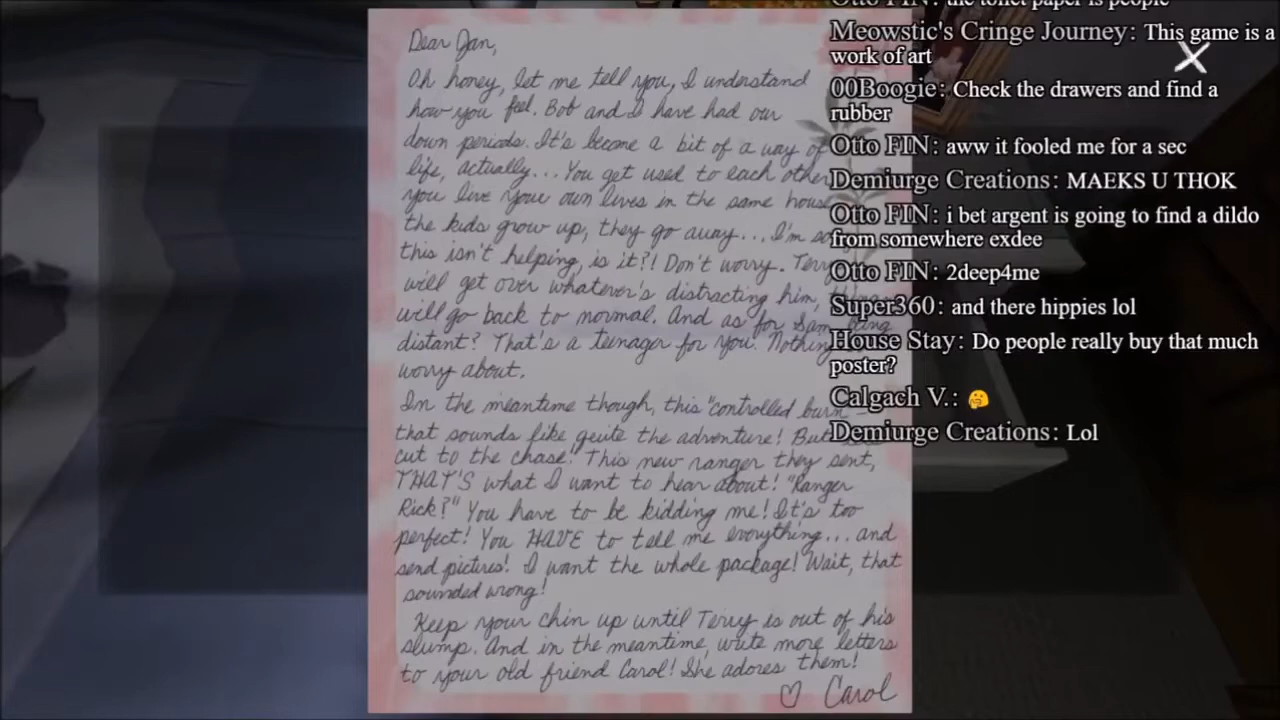 Dear Jan,
Oh honey, let me tell you, I understand
how you feel. Bob and I have had our
down periods. It's become a bit of a way of
life, actually... You get used to each other
you live your own lives in the same house
the kids grow up, they go away... I'm
this isn't helping, is it?! Don't worry. Terry
will get over whatever's distracting him,
will go back to normal. And as for Sam being
distant? That's a teenager for you. Nothing
worry about.
In the meantime though, this "controlled burn -
that sounds like quite the adventure! But
cut to the chase! This new ranger they sent,
THAT'S what I want to hear about! "Ranger
Rick?" You have to be kidding me! It's too
perfect! You HAVE to tell me everything... and
send pictures! I want the whole package! Wait, that
sounded wrong!
Keep your chin up until Terry is out of his
slump. And in the meantime, write more letters
to your old friend Carol! She adores them!
♡ Carol
Otto FIN: the toilet paper is people
Meowstic's Cringe Journey: This game is a
work of art
00Boogie: Check the drawers and find a
rubber
Otto FIN: aww it fooled me for a sec
Demiurge Creations: MAEKS U THOK
Otto FIN: i bet argent is going to find a dildo
from somewhere exdee
Otto FIN: 2deep4me
Super360: and there hippies lol
House Stay: Do people really buy that much
poster?
Calgach V.: 🤔
Demiurge Creations: Lol